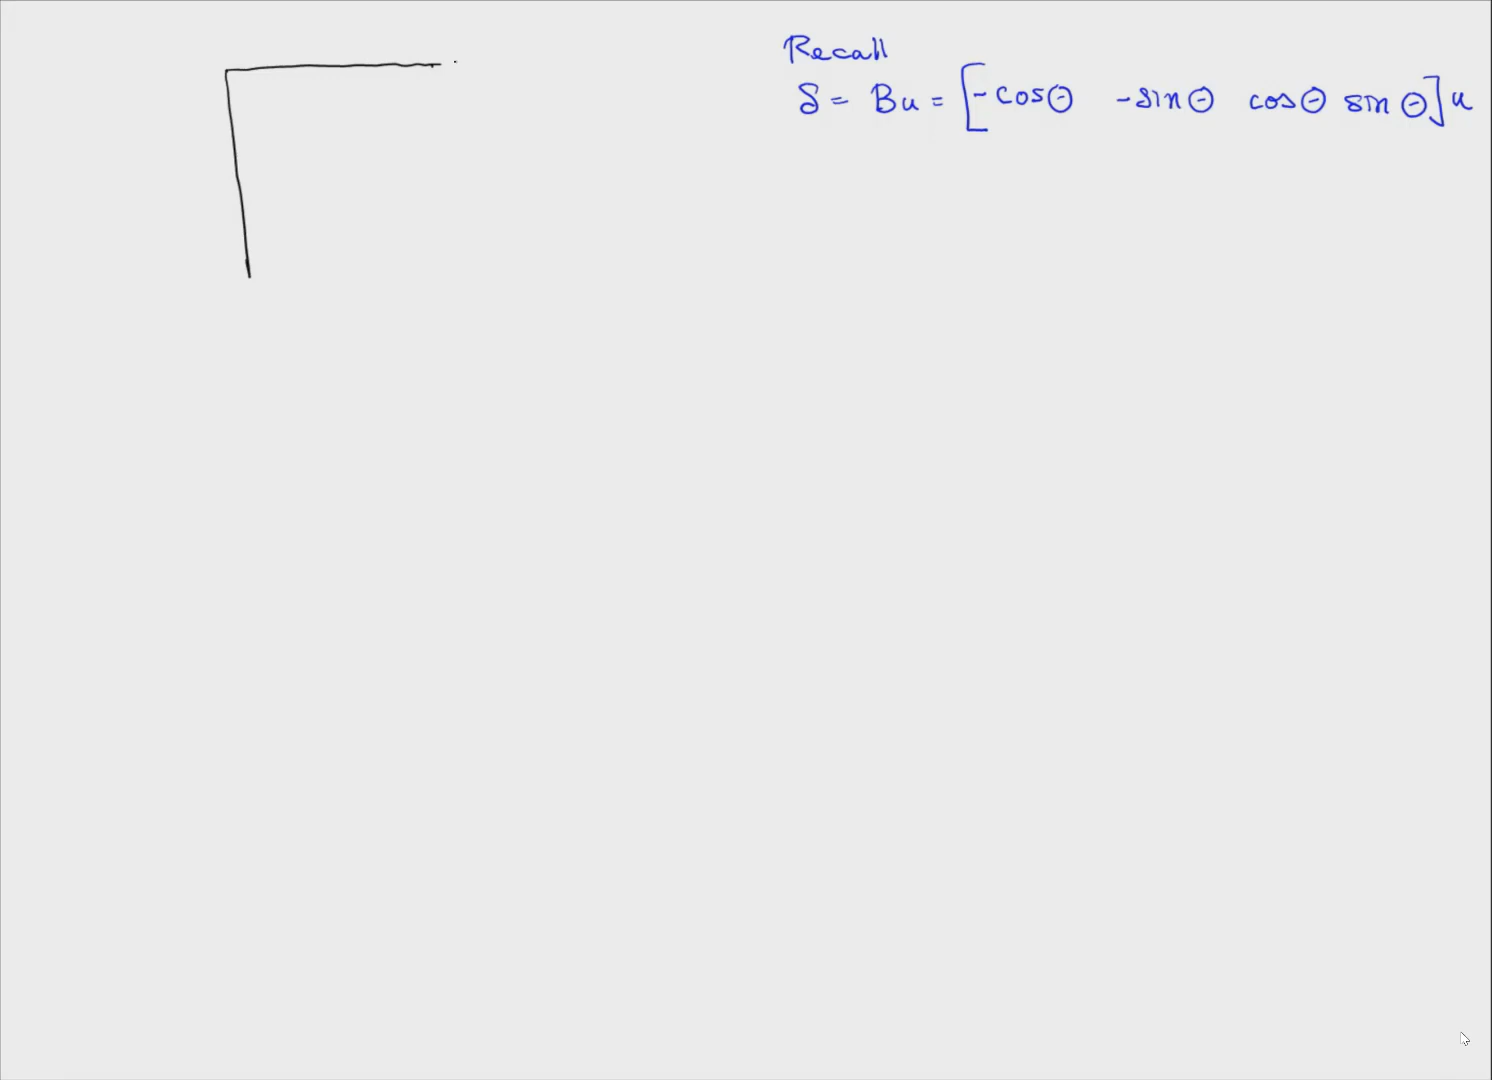 Recall
δ = Bu = [-cosθ -sinθ cosθ sinθ]u